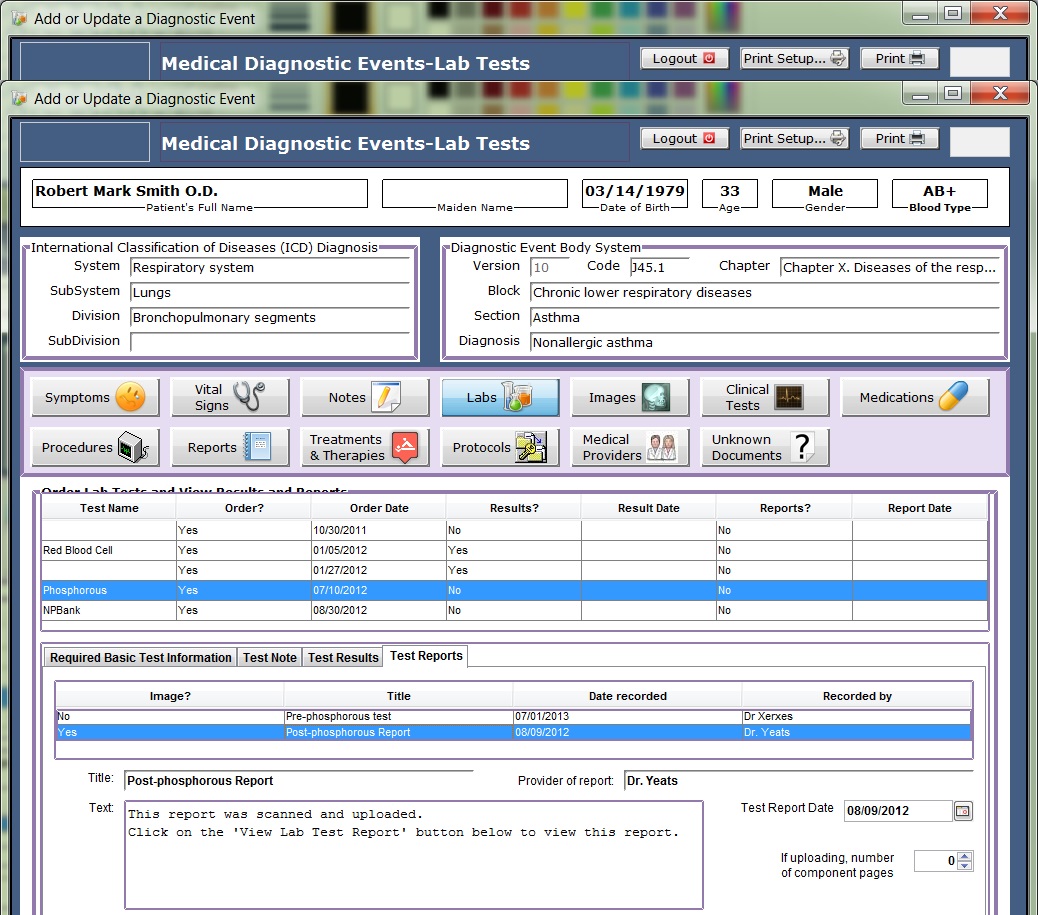 Add or Update a Diagnostic Event
Medical Diagnostic Events-Lab Tests
Logout
Print Setup...
Print
Add or Update a Diagnostic Event
Medical Diagnostic Events-Lab Tests
Logout
Print Setup...
Print
Robert Mark Smith O.D. 03/14/1979 33 Male AB+
Patient's Full Name Maiden Name Date of Birth Age Gender Blood Type
International Classification of Diseases (ICD) Diagnosis
System Respiratory system
SubSystem Lungs
Division Bronchopulmonary segments
SubDivision
Diagnostic Event Body System
Version 10 Code J45.1 Chapter Chapter X. Diseases of the resp...
Block Chronic lower respiratory diseases
Section Asthma
Diagnosis Nonallergic asthma
Symptoms
Vital
Signs
Notes
Labs
Images
Clinical
Tests
Medications
Procedures
Reports
Treatments
& Therapies
Protocols
Medical
Providers
Unknown
Documents
Order Lab Tests and View Results and Reports
Test Name Order? Order Date Results? Result Date Reports? Report Date
Yes 10/30/2011 No No
Red Blood Cell Yes 01/05/2012 Yes No
Yes 01/27/2012 Yes No
Phosphorous Yes 07/10/2012 No No
NPBank Yes 08/30/2012 No No
Required Basic Test Information Test Note Test Results Test Reports
Image? Title Date recorded Recorded by
No Pre-phosphorous test 07/01/2013 Dr Xerxes
Yes Post-phosphorous Report 08/09/2012 Dr. Yeats
Title: Post-phosphorous Report Provider of report: Dr. Yeats
Text: This report was scanned and uploaded.
Click on the 'View Lab Test Report' button below to view this report.
Test Report Date 08/09/2012
If uploading, number
of component pages 0